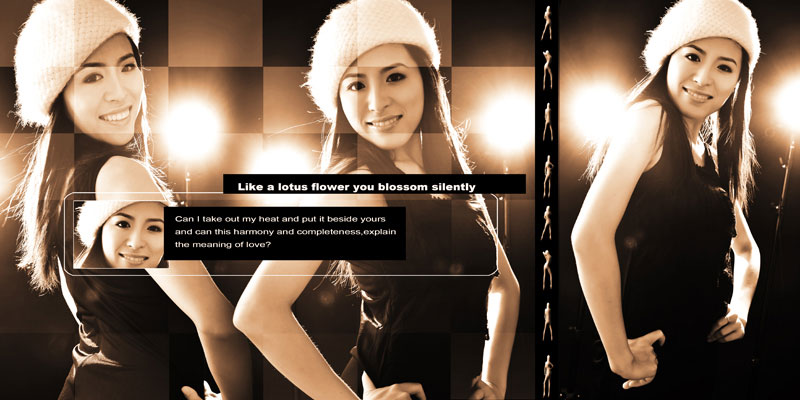 Like a lotus flower you blossom silently
Can I take out my heat and put it beside yours
and can this harmony and completeness,explain
the meaning of love?